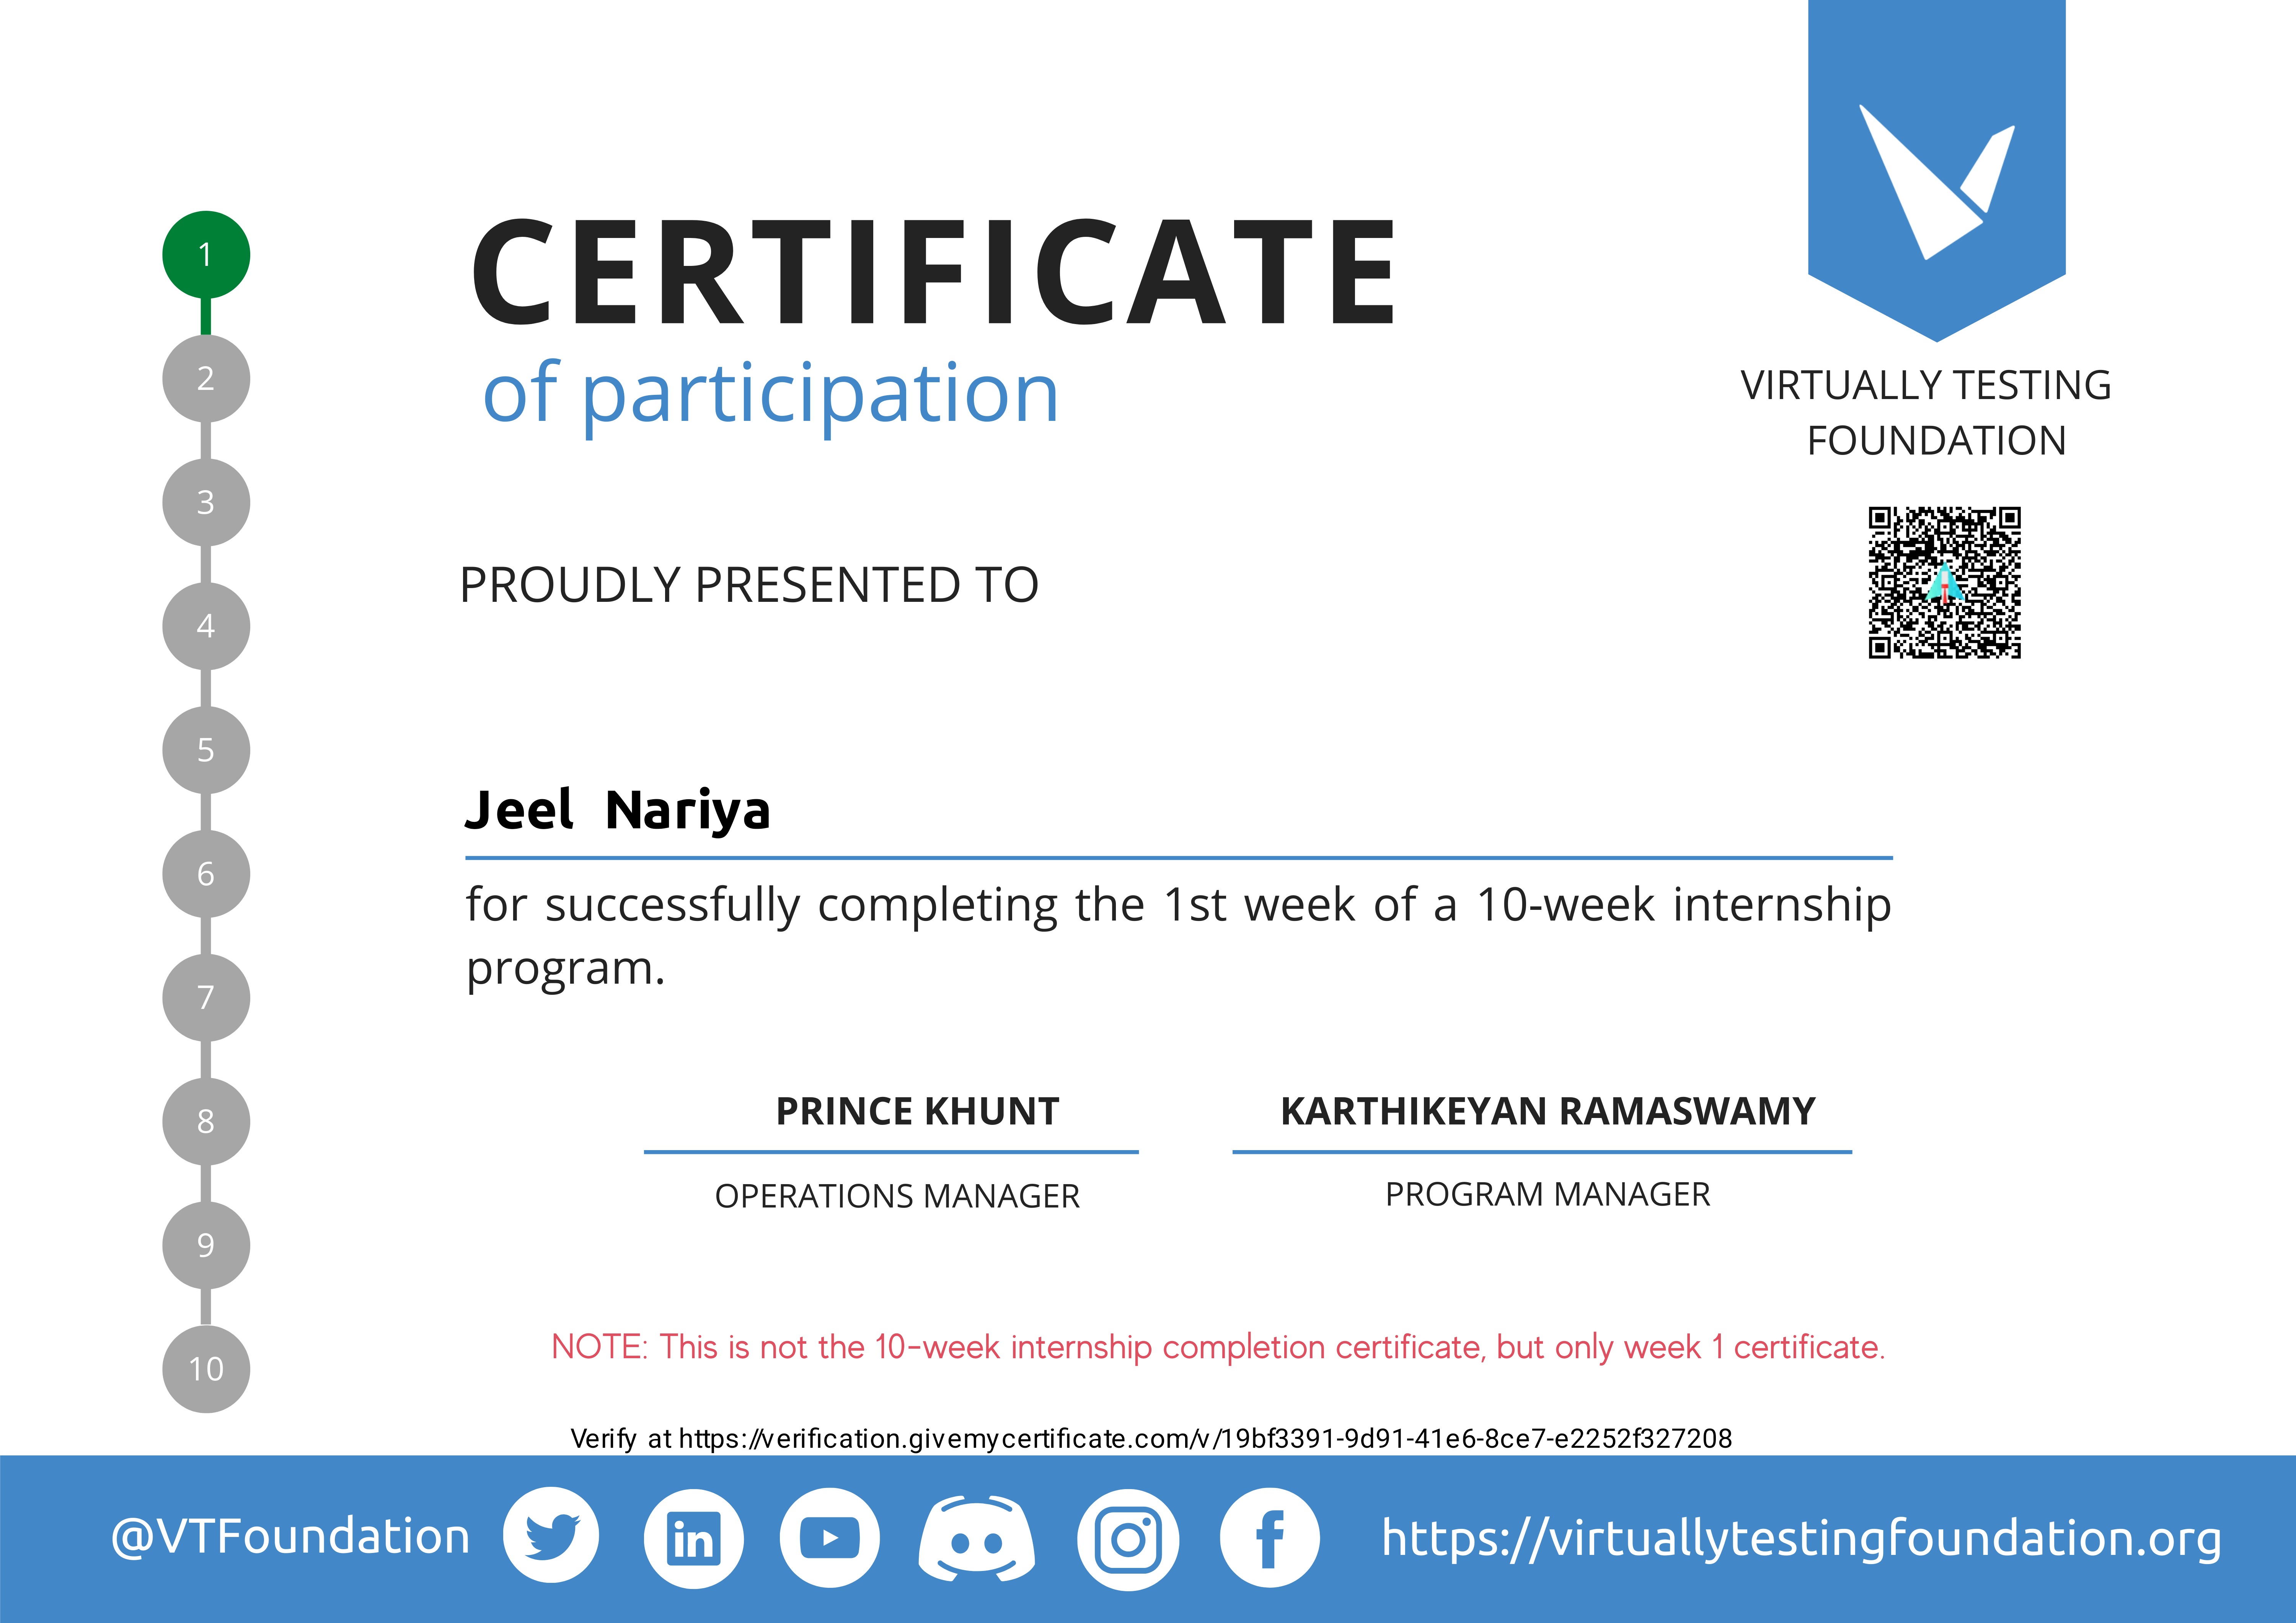 CERTIFICATE
of participation
VIRTUALLY TESTING
FOUNDATION
PROUDLY PRESENTED TO
Jeel Nariya
for successfully completing the 1st week of a 10-week internship
program.
PRINCE KHUNT
OPERATIONS MANAGER
KARTHIKEYAN RAMASWAMY
PROGRAM MANAGER
1
2
3
4
5
6
7
8
9
10
NOTE: This is not the 10-week internship completion certificate, but only week 1 certificate.
Verify at https://verification.givemycertificate.com/v/19bf3391-9d91-41e6-8ce7-e2252f327208
@VTFoundation
in
f
https://virtuallytestingfoundation.org